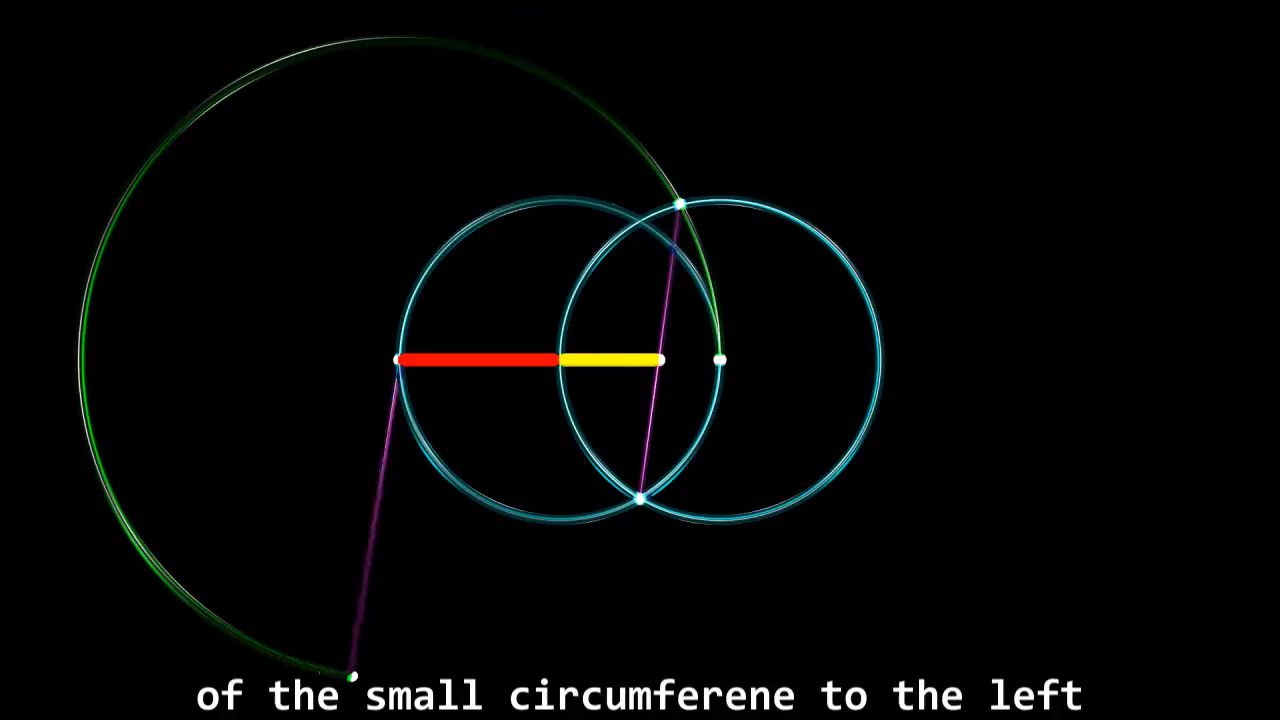 of the small circumferene to the left